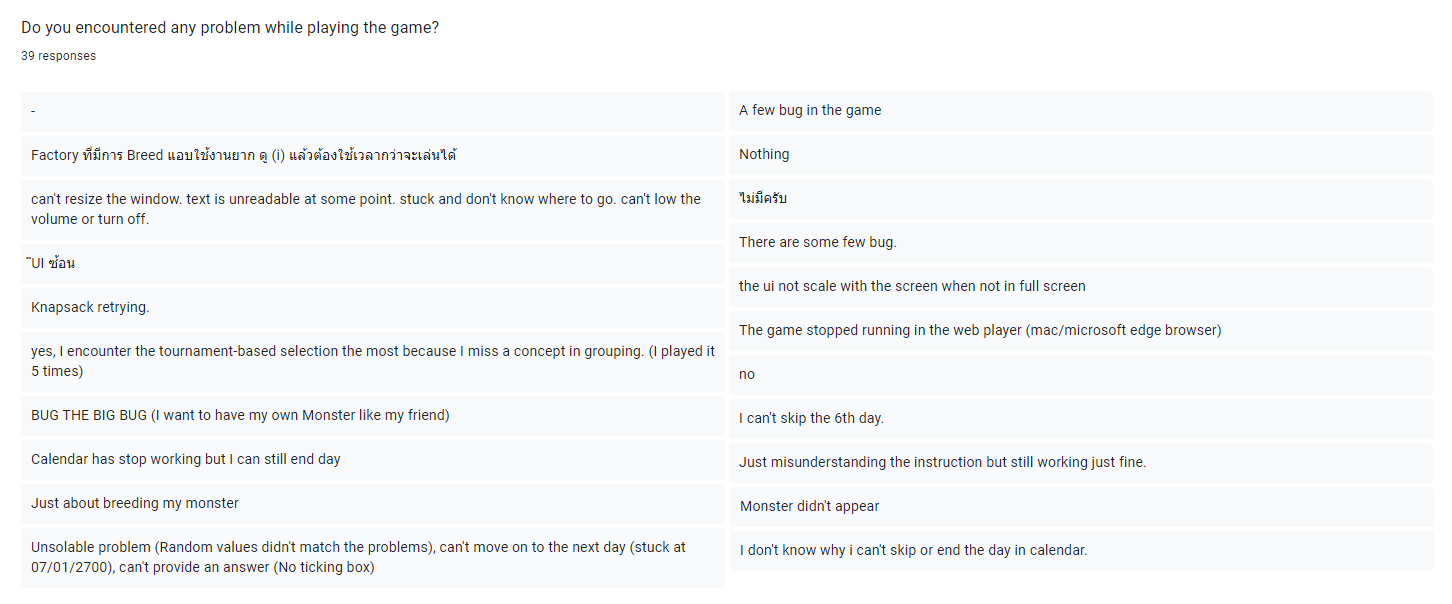 Do you encountered any problem while playing the game?
39 responses
-
Factory ที่มีการ Breed แอบใช้งานยาก ดู (i) แล้วต้องใช้เวลากว่าจะเล่นได้
can't resize the window. text is unreadable at some point. stuck and don't know where to go. can't low the
volume or turn off.
ํUI ซ้อน
Knapsack retrying.
yes, I encounter the tournament-based selection the most because I miss a concept in grouping. (I played it
5 times)
BUG THE BIG BUG (I want to have my own Monster like my friend)
Calendar has stop working but I can still end day
Just about breeding my monster
Unsolable problem (Random values didn't match the problems), can't move on to the next day (stuck at
07/01/2700), can't provide an answer (No ticking box)
A few bug in the game
Nothing
ไม่มีครับ
There are some few bug.
the ui not scale with the screen when not in full screen
The game stopped running in the web player (mac/microsoft edge browser)
no
I can't skip the 6th day.
Just misunderstanding the instruction but still working just fine.
Monster didn't appear
I don't know why i can't skip or end the day in calendar.